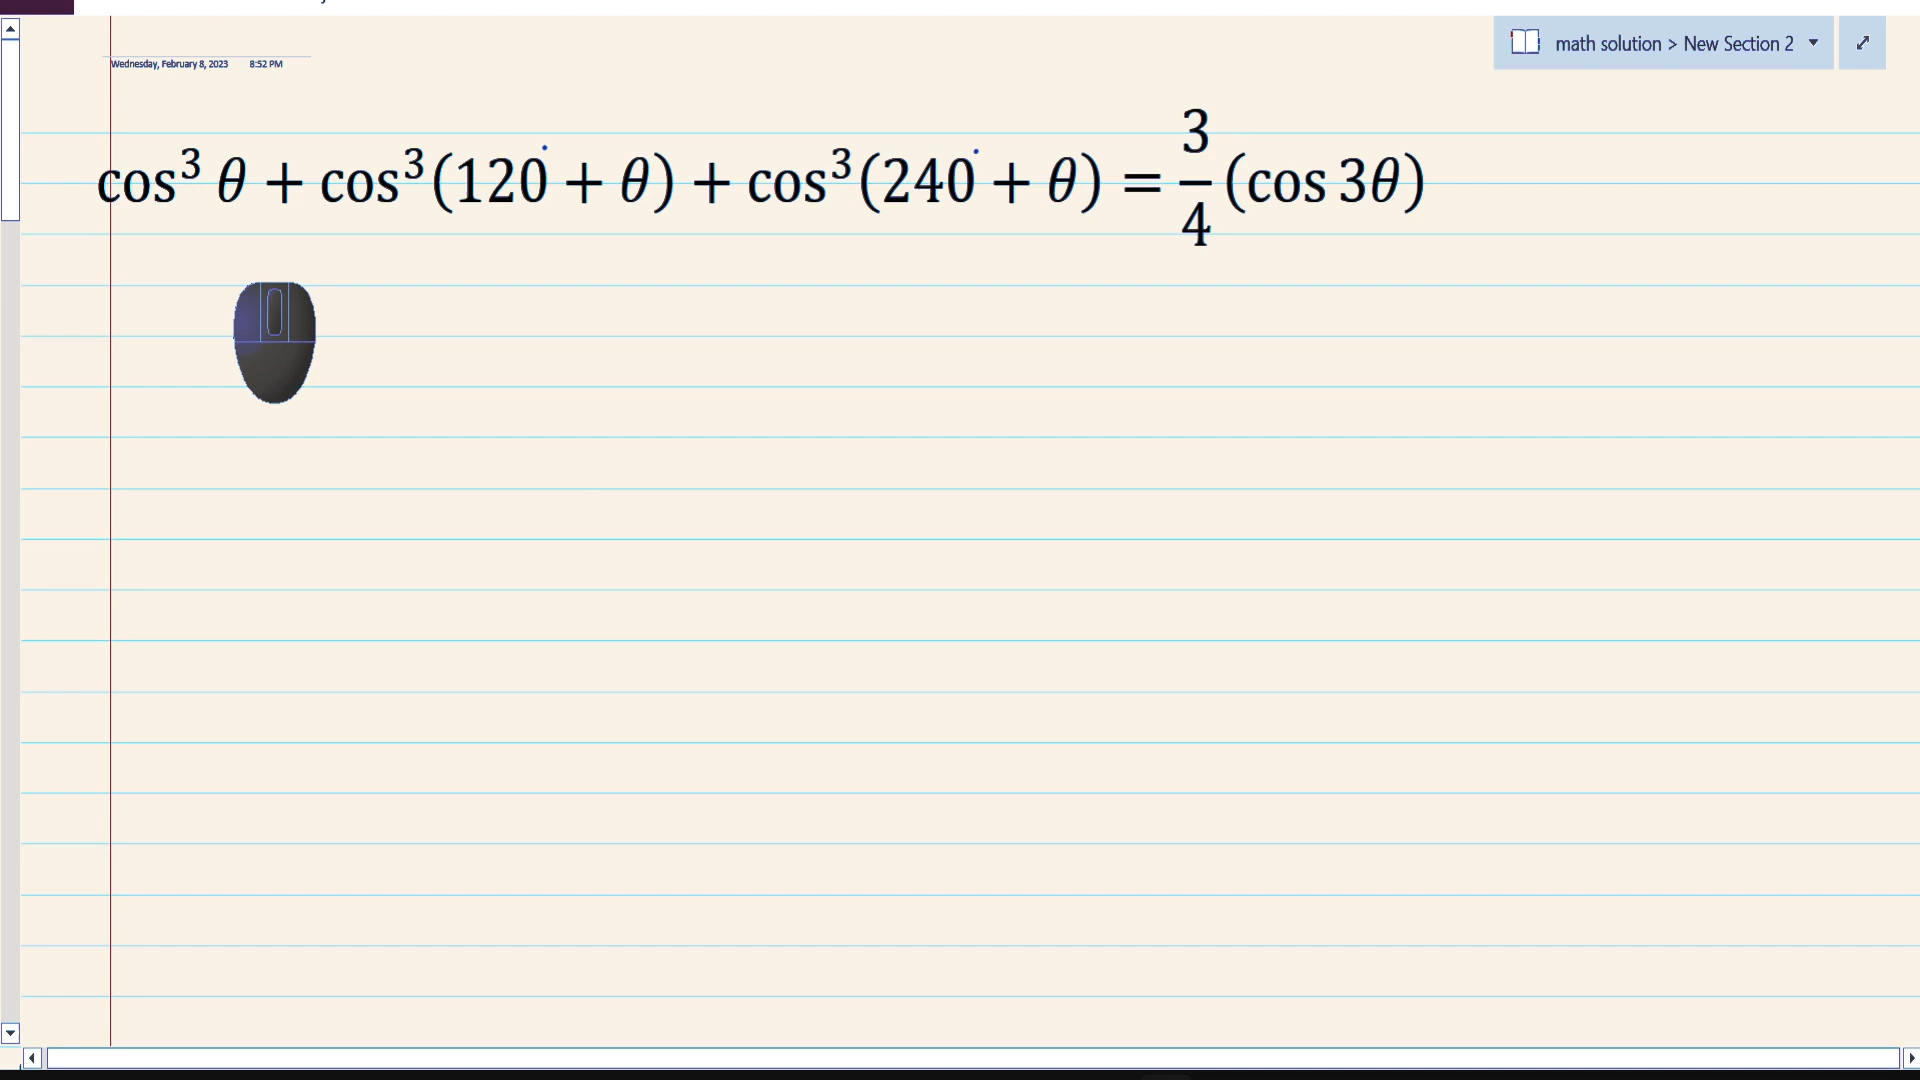 math solution > New Section 2
Wednesday, February 8, 2023 8:52 PM
cos³ θ + cos³(120˙ + θ) + cos³(240˙ + θ) = 3/4 (cos 3θ)